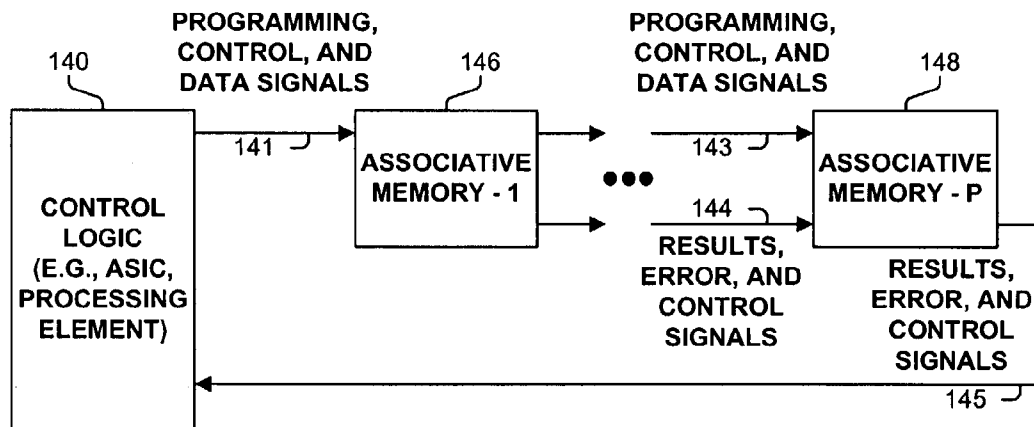 PROGRAMMING,
CONTROL, AND
DATA SIGNALS
PROGRAMMING,
CONTROL, AND
DATA SIGNALS
140
146
148
141
143
CONTROL
LOGIC
(E.G., ASIC,
PROCESSING
ELEMENT)
ASSOCIATIVE
MEMORY - 1
•••
ASSOCIATIVE
MEMORY - P
144
RESULTS,
ERROR, AND
CONTROL
SIGNALS
RESULTS,
ERROR, AND
CONTROL
SIGNALS
145